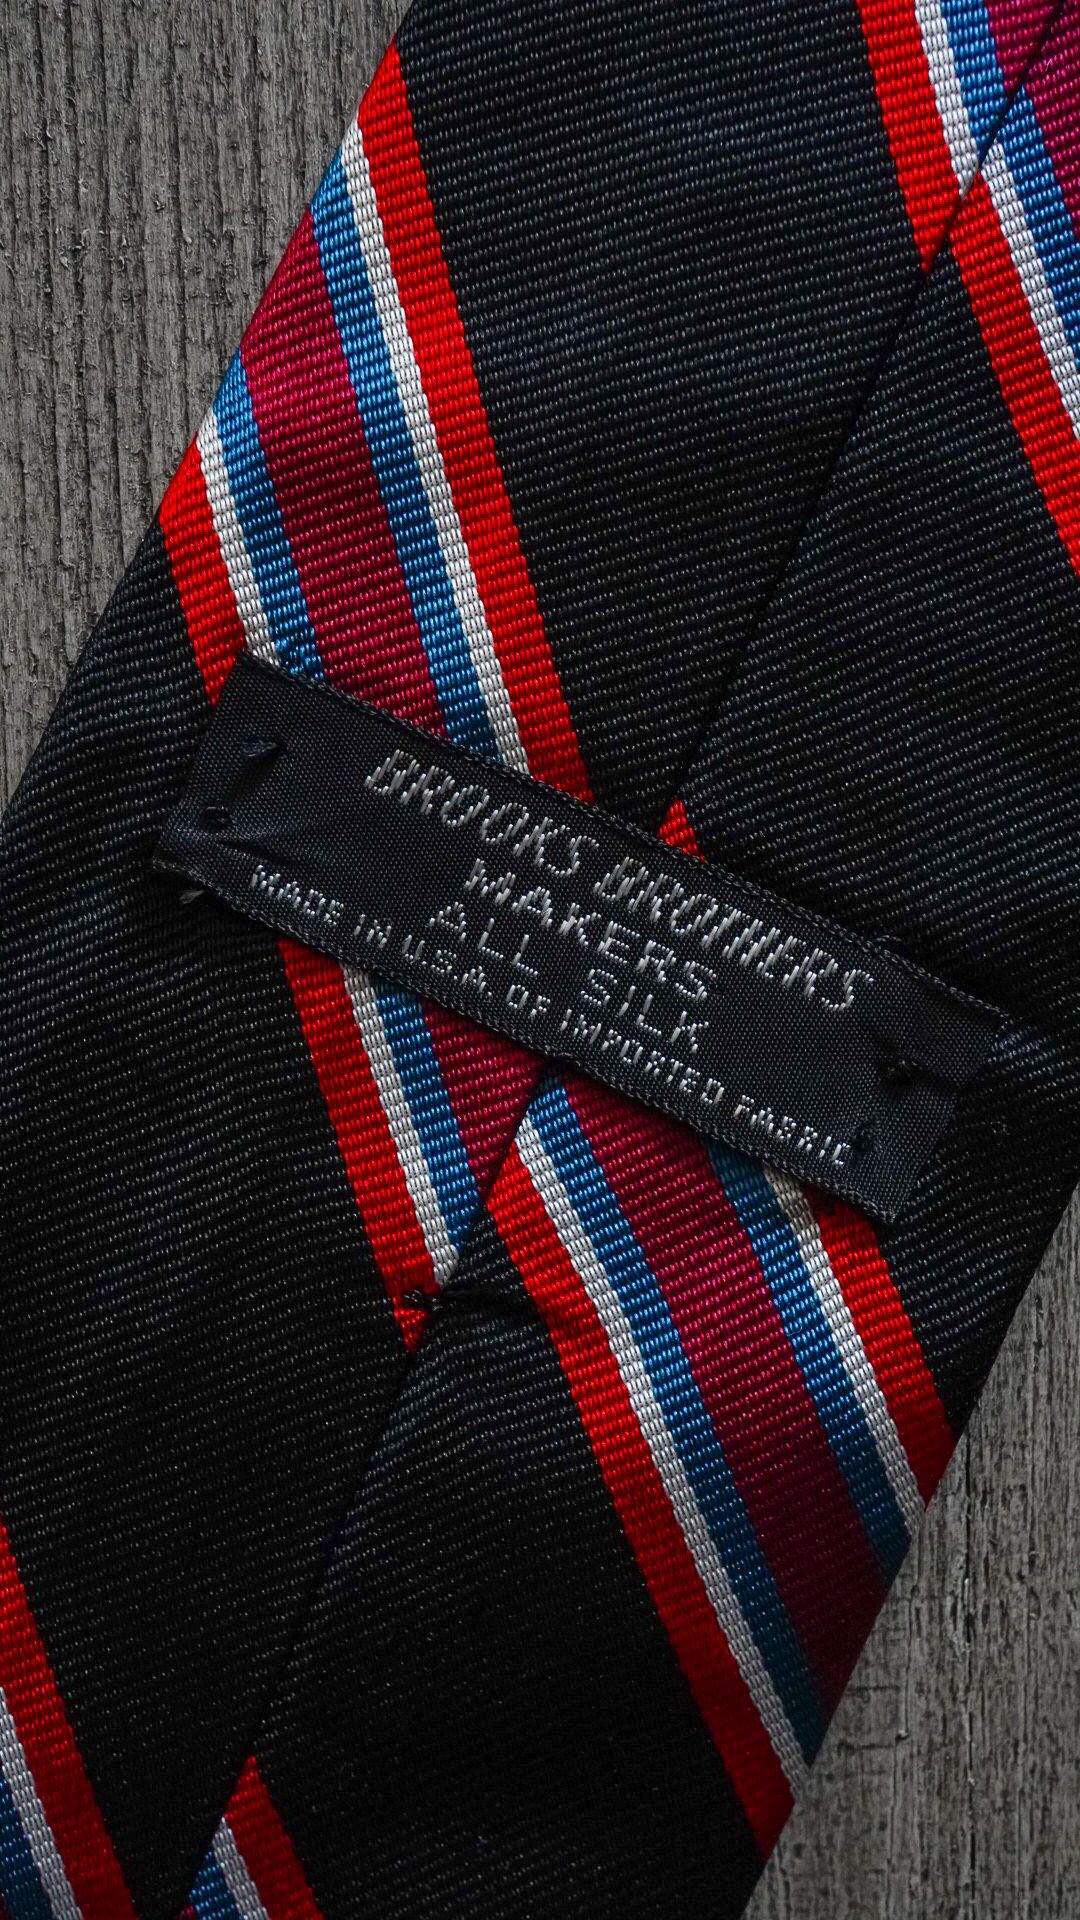 BROOKS BROTHERS
MAKERS
ALL SILK
MADE IN U.S.A. OF IMPORTED FABRIC